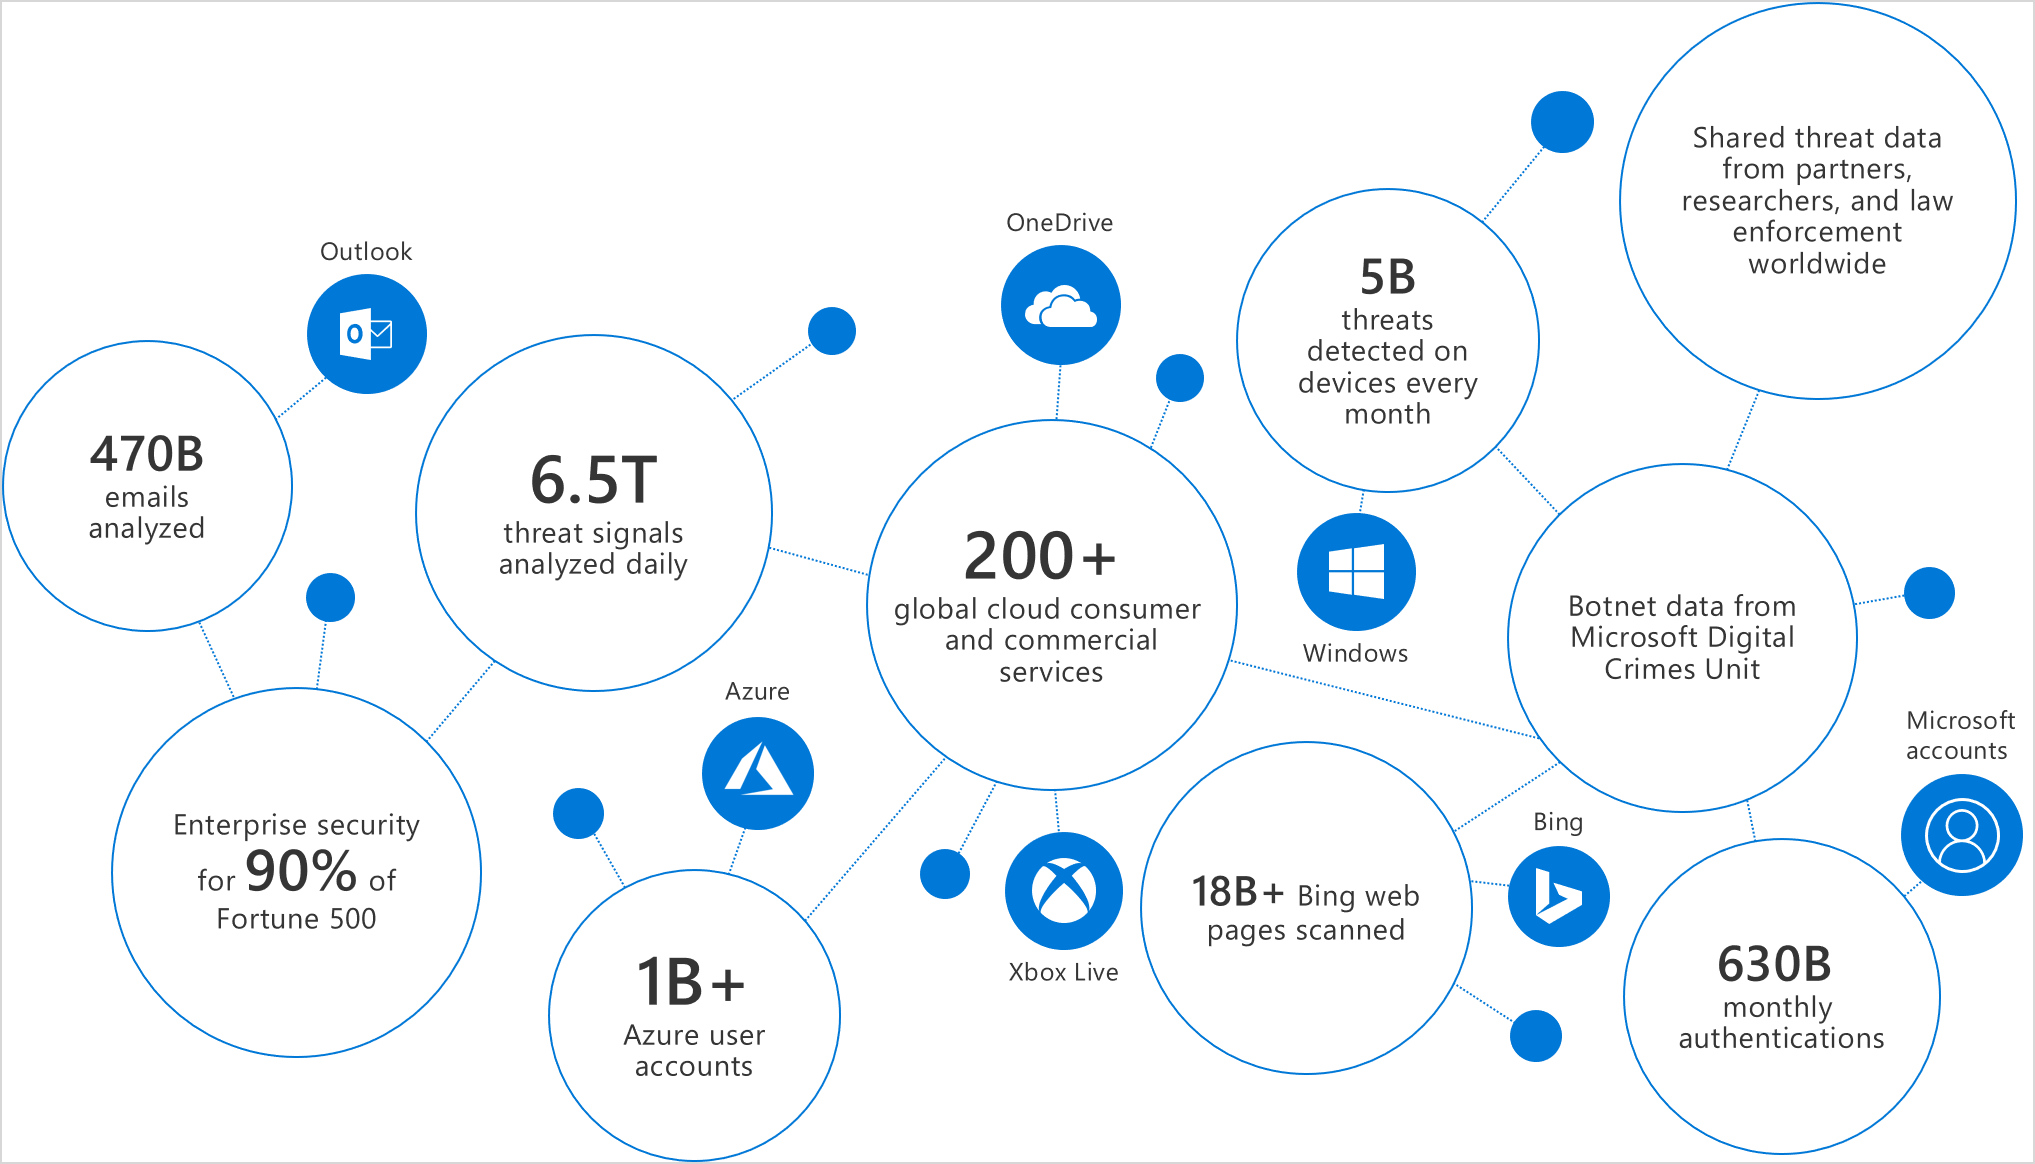 Outlook
470B
emails
analyzed
6.5T
threat signals
analyzed daily
OneDrive
200+
global cloud consumer
and commercial
services
5B
threats
detected on
devices every
month
Windows
Shared threat data
from partners,
researchers, and law
enforcement
worldwide
Botnet data from
Microsoft Digital
Crimes Unit
Enterprise security
for 90% of
Fortune 500
Azure
1B+
Azure user
accounts
Xbox Live
18B+ Bing web
pages scanned
Bing
Microsoft
accounts
630B
monthly
authentications